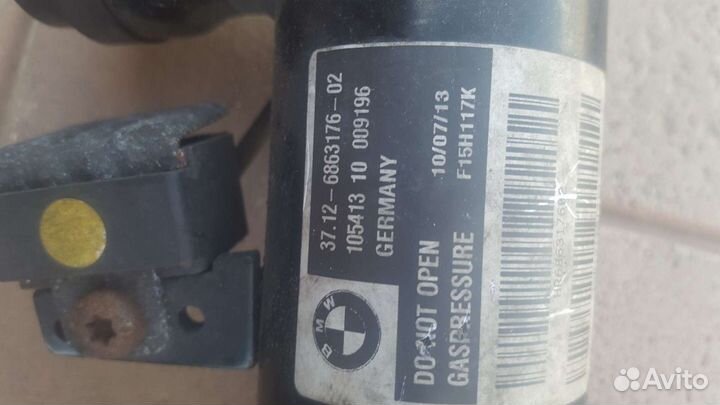 37.12-6863176-02
105413 10 009196
GERMANY 10/07/13
DO NOT OPEN
GASPRESSURE F15H117K
BMW
Avito